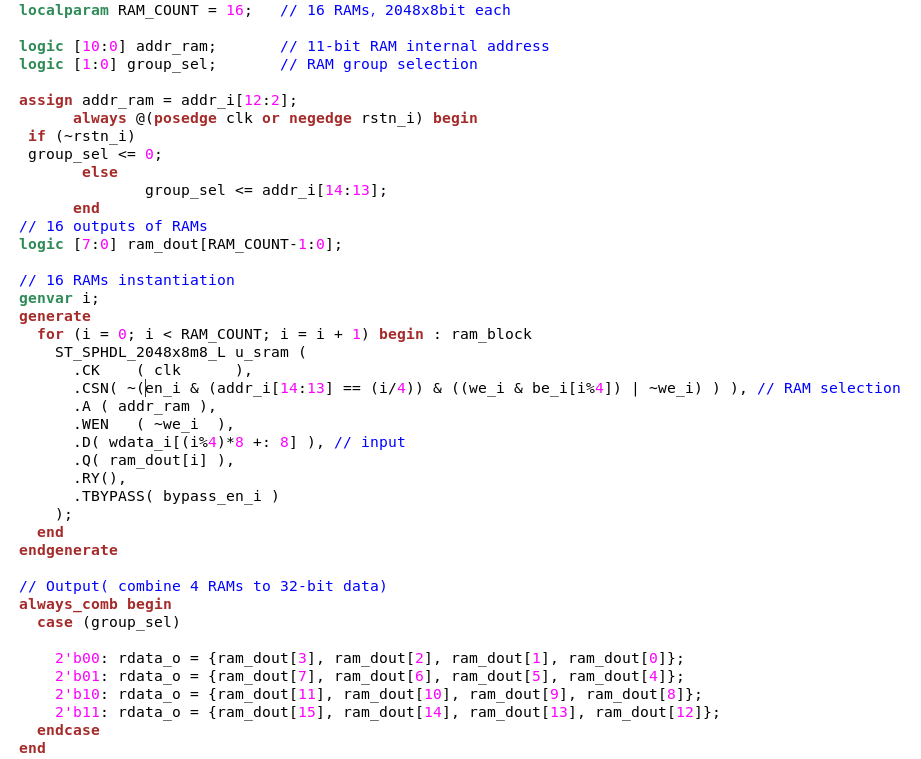 localparam RAM_COUNT = 16;   // 16 RAMs, 2048x8bit each
logic [10:0] addr_ram;       // 11-bit RAM internal address
logic [1:0] group_sel;       // RAM group selection
assign addr_ram = addr_i[12:2];
      always @(posedge clk or negedge rstn_i) begin
 if (~rstn_i)
 group_sel <= 0;
       else
              group_sel <= addr_i[14:13];
      end
// 16 outputs of RAMs
logic [7:0] ram_dout[RAM_COUNT-1:0];
// 16 RAMs instantiation
genvar i;
generate
  for (i = 0; i < RAM_COUNT; i = i + 1) begin : ram_block
    ST_SPHDL_2048x8m8_L u_sram (
      .CK    ( clk      ),
      .CSN( ~(en_i & (addr_i[14:13] == (i/4)) & ((we_i & be_i[i%4]) | ~we_i) ) ), // RAM selection
      .A ( addr_ram ),
      .WEN   ( ~we_i  ),
      .D( wdata_i[(i%4)*8 +: 8] ), // input
      .Q( ram_dout[i] ),
      .RY(),
      .TBYPASS( bypass_en_i )
    );
  end
endgenerate
// Output( combine 4 RAMs to 32-bit data)
always_comb begin
  case (group_sel)
    2'b00: rdata_o = {ram_dout[3], ram_dout[2], ram_dout[1], ram_dout[0]};
    2'b01: rdata_o = {ram_dout[7], ram_dout[6], ram_dout[5], ram_dout[4]};
    2'b10: rdata_o = {ram_dout[11], ram_dout[10], ram_dout[9], ram_dout[8]};
    2'b11: rdata_o = {ram_dout[15], ram_dout[14], ram_dout[13], ram_dout[12]};
  endcase
end